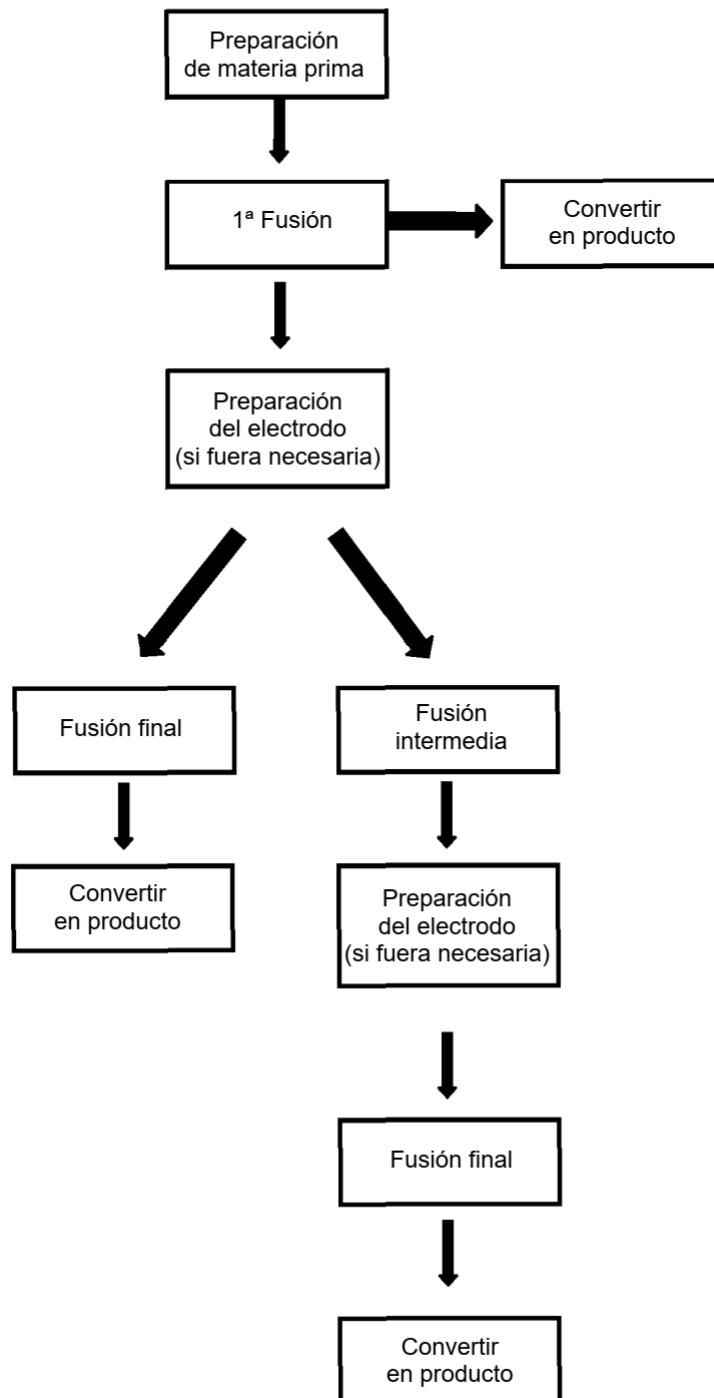 Preparación
de materia prima
1ª Fusión
Convertir
en producto
Preparación
del electrodo
(si fuera necesaria)
Fusión final
Fusión
intermedia
Convertir
en producto
Preparación
del electrodo
(si fuera necesaria)
Fusión final
Convertir
en producto